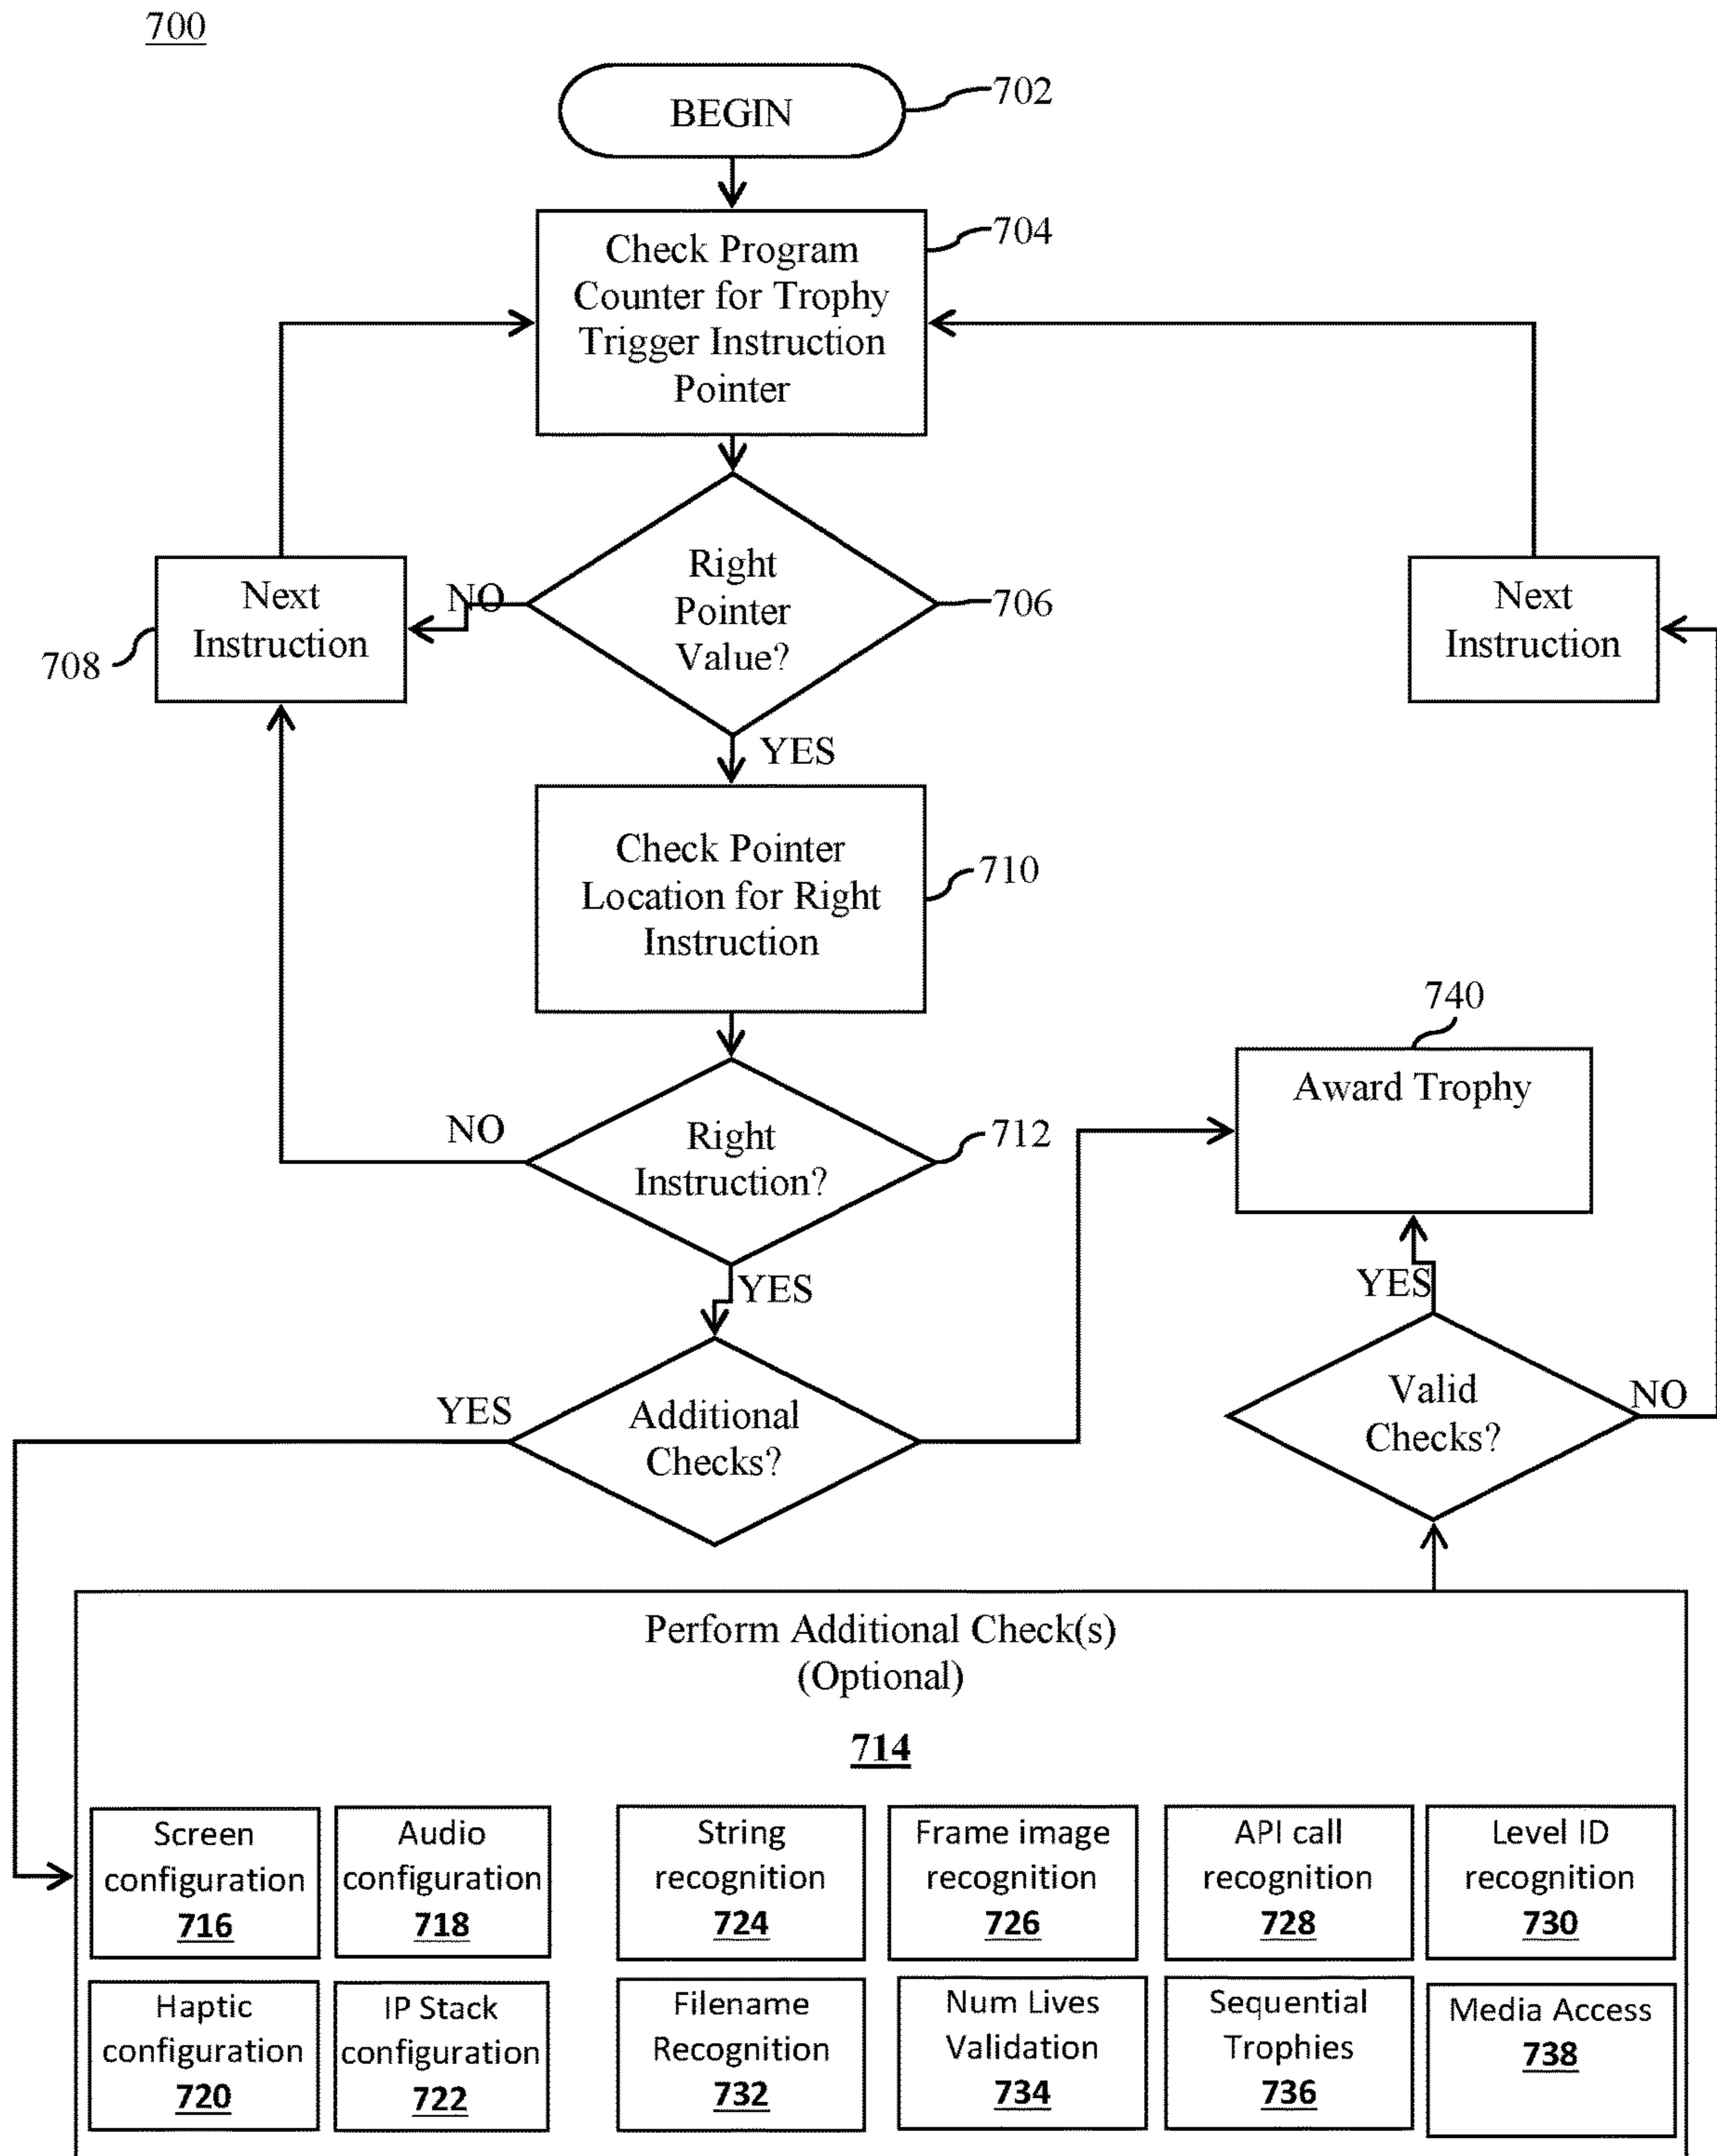 700
BEGIN
702
Check Program
Counter for Trophy
Trigger Instruction
Pointer
704
Next
Instruction
708
NO
Right
Pointer
Value?
706
Next
Instruction
YES
Check Pointer
Location for Right
Instruction
710
740
Award Trophy
NO
Right
Instruction?
712
YES
YES
YES
Additional
Checks?
Valid
Checks?
NO
Perform Additional Check(s)
(Optional)
714
Screen
configuration
716
Audio
configuration
718
String
recognition
724
Frame image
recognition
726
API call
recognition
728
Level ID
recognition
730
Haptic
configuration
720
IP Stack
configuration
722
Filename
Recognition
732
Num Lives
Validation
734
Sequential
Trophies
736
Media Access
738